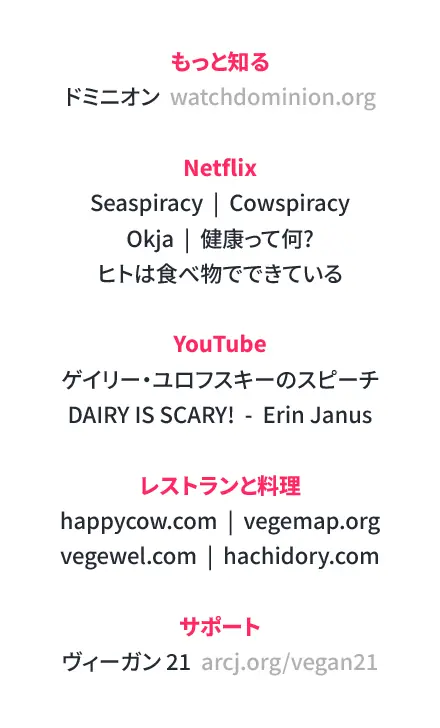 もっと知る
ドミニオン watchdominion.org
Netflix
Seaspiracy | Cowspiracy
Okja | 健康って何?
ヒトは食べ物でできている
YouTube
ゲイリー・ユロフスキーのスピーチ
DAIRY IS SCARY! - Erin Janus
レストランと料理
happycow.com | vegemap.org
vegewel.com | hachidory.com
サポート
ヴィーガン 21 arcj.org/vegan21